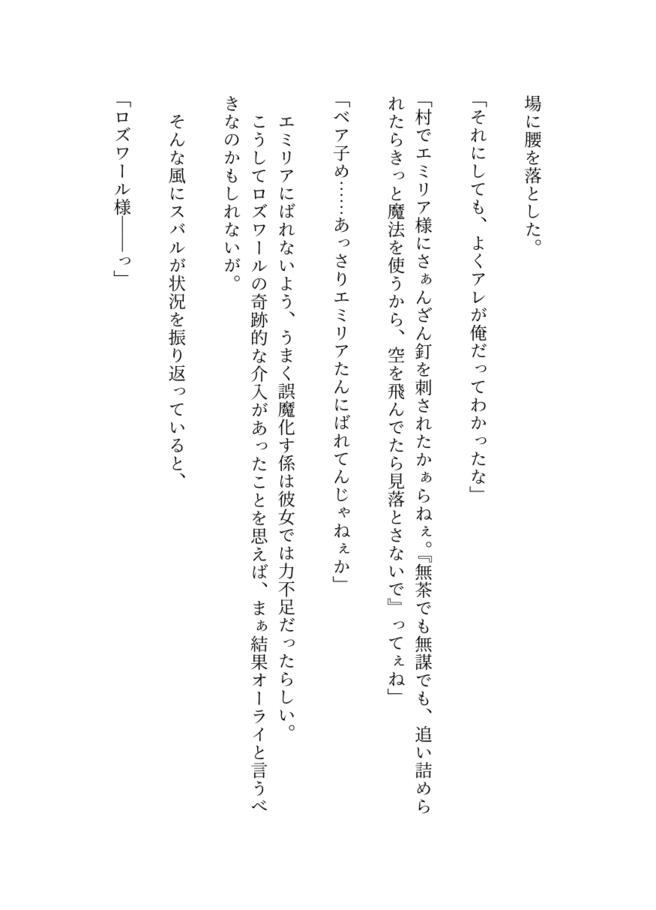 場に腰を落とした。
「それにしても、よくアレが俺だってわかったな」
「村でエミリア様にさぁんざん釘を刺されたかぁらねぇ。『無茶でも無謀でも、追い詰めら
れたらきっと魔法を使うから、空を飛んでたら見落とさないで』ってぇね」
「ベア子め……あっさりエミリアたんにばれてんじゃねぇか」
エミリアにばれないよう、うまく誤魔化す係は彼女では力不足だったらしい。
こうしてロズワールの奇跡的な介入があったことを思えば、まぁ結果オーライと言うべ
きなのかもしれないが。
そんな風にスバルが状況を振り返っていると、
「ロズワール様――っ」